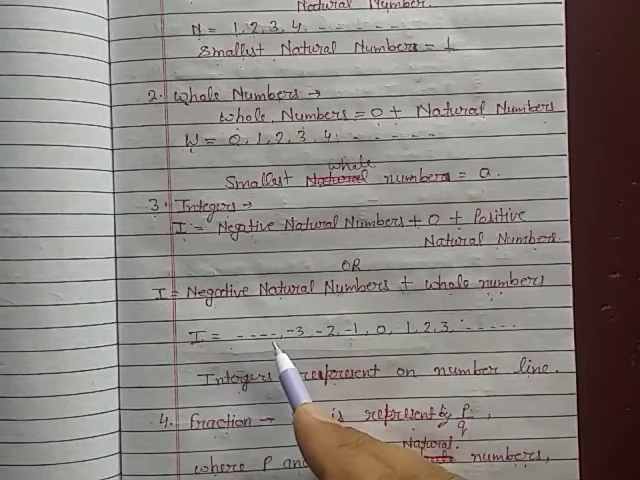 Natural Number.
N = 1, 2, 3, 4, - - - - - - -
Smallest Natural Numbers = 1.
2. Whole Numbers →
Whole Numbers = 0 + Natural Numbers
W = 0, 1, 2, 3, 4, - - - - - -
whole
Smallest Natural numbers = 0.
3. Integers →
I = Negative Natural Numbers + 0 + Positive
Natural Numbers.
OR
I = Negative Natural Numbers + whole numbers
I = - - - - -, -3, -2, -1, 0, 1, 2, 3, - - - - - -
Intergers represent on number line.
4. Fraction → is represent by P/q,
Natural.
where P and numbers,